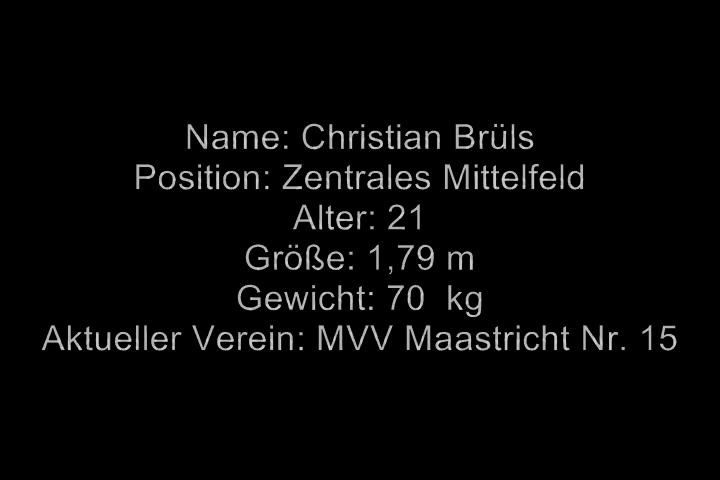 Name: Christian Brüls
Position: Zentrales Mittelfeld
Alter: 21
Größe: 1,79 m
Gewicht: 70  kg
Aktueller Verein: MVV Maastricht Nr. 15